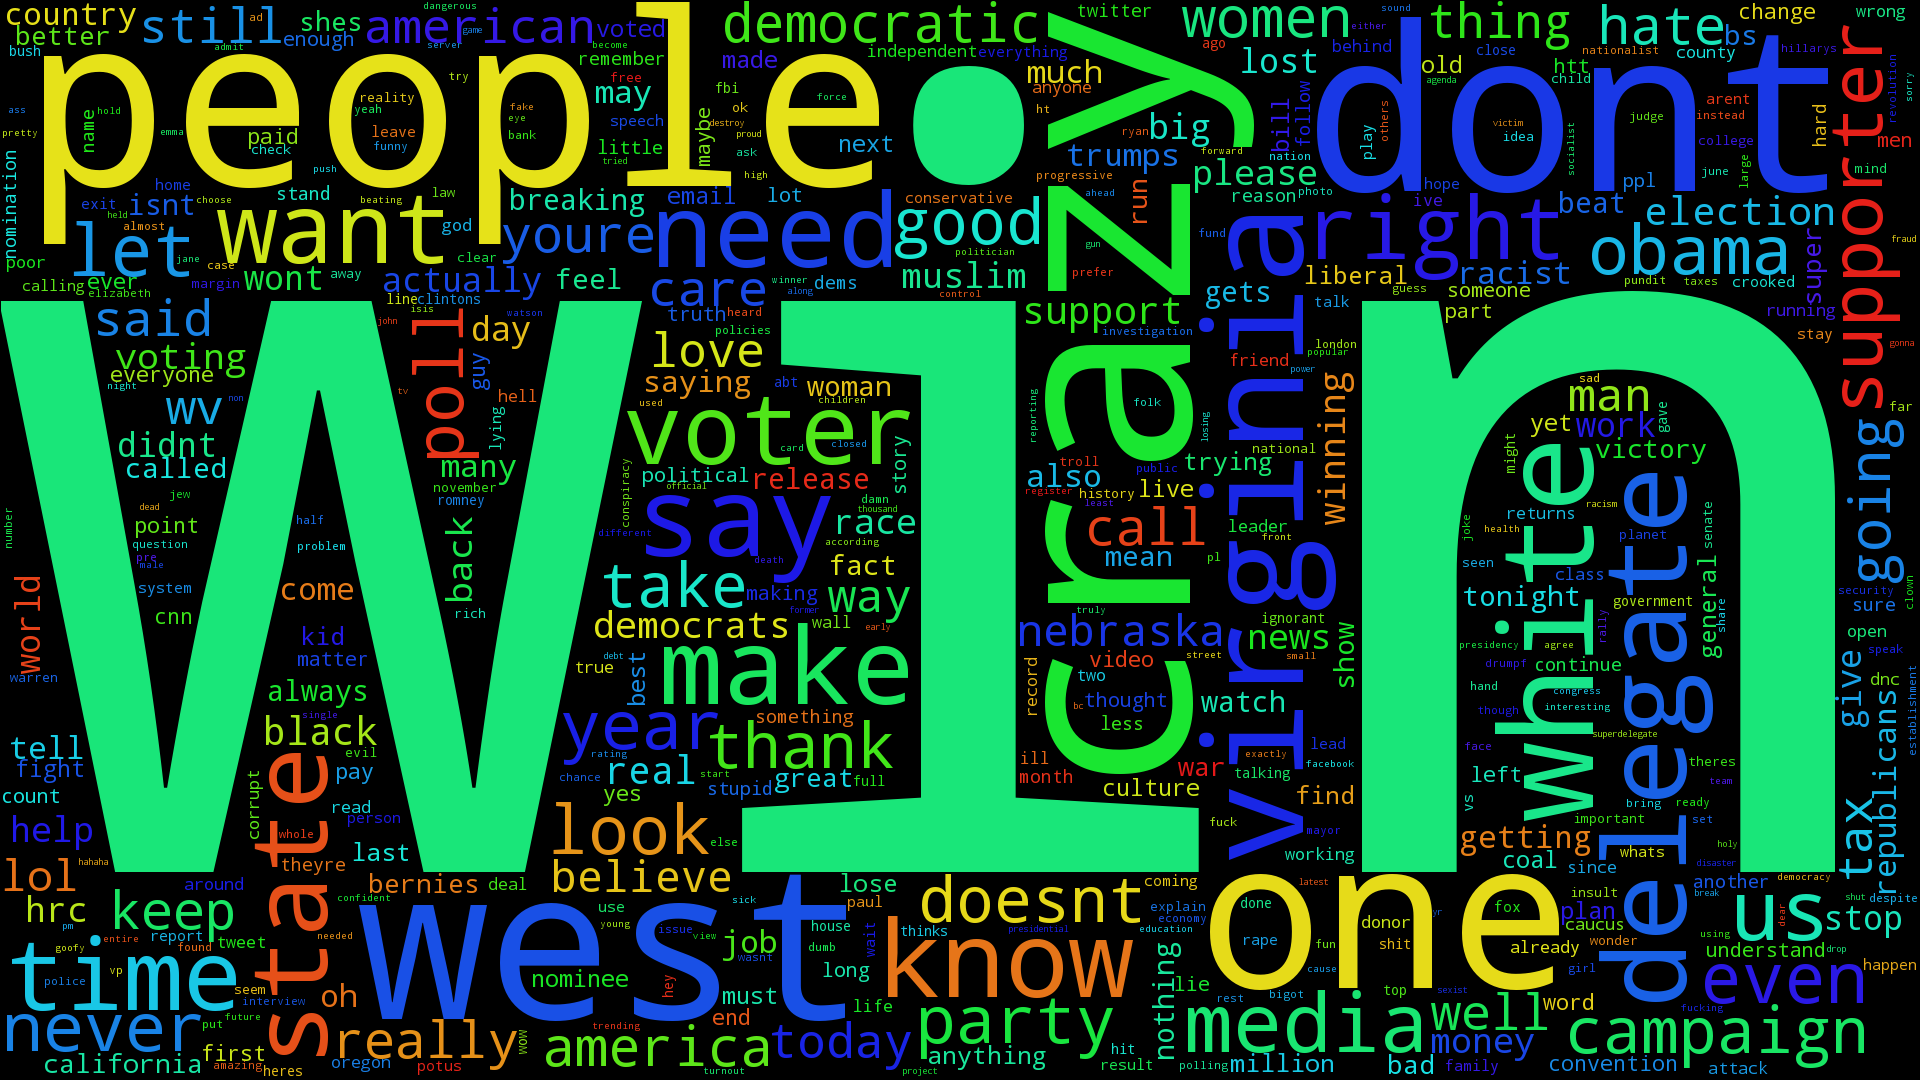 country
still
shes
american
voted
democratic
twitter
women
thing
hate
change
wrong
better
ad
enough
admit
dangerous
server
game
become
remember
independent
everything
ago
either
behind
close
nationalist
bs
county
hillarys
bush
people
try
free
made
much
lost
old
htt
child
dont
supporter
may
fbi
anyone
bill
follow
agenda
revolution
sorry
ass
name
hold
reality
yeah
fake
eye
bank
speech
ok
force
ht
big
play
others
victim
idea
socialist
judge
arent
instead
hard
pretty
emma
paid
check
leave
funny
little
tried
maybe
destroy
proud
ask
next
crazy
ryan
trumps
forward
nation
college
men
nomination
push
high
progressive
please
reason
photo
large
june
mind
home
stand
law
breaking
email
lot
conservative
ahead
run
hope
ive
ppl
exit
isnt
choose
beating
want
need
good
right
beat
election
held
almost
let
god
youre
politician
gun
fund
obama
super
fraud
poor
jane
case
clear
muslim
prefer
liberal
racist
calling
ever
elizabeth
margin
wont
away
actually
feel
care
winner
along
dems
control
gets
guess
someone
pundit
taxes
crooked
said
line
clintons
isis
watson
truth
heard
support
talk
part
running
john
poll
day
policies
investigation
virginia
london
stay
gonna
voting
everyone
night
guy
love
friend
popular
power
win
sad
man
far
wv
non
tv
hell
saying
abt
woman
children
used
folk
winning
yet
work
gave
didnt
lying
voter
card
closed
reporting
losing
national
might
victory
going
called
many
november
political
release
story
also
troll
public
trying
jew
romney
conspiracy
official
damn
thousand
register
history
live
least
white
racism
delegate
number
dead
point
half
say
race
call
leader
front
joke
health
returns
planet
senate
question
problem
back
different
according
mean
pl
seen
class
pre
male
system
death
fact
security
world
come
rich
take
making
former
way
truly
ignorant
tonight
government
general
share
sure
clown
cnn
democrats
wall
early
nebraska
news
show
presidency
agree
rally
open
kid
matter
true
debt
best
make
video
street
small
drumpf
continue
speak
warren
record
two
hand
congress
give
dnc
always
single
year
something
thought
bc
less
watch
though
interesting
republicans
establishment
black
evil
rating
thank
superdelegate
tell
fight
pay
real
start
ill
month
war
exactly
lead
facebook
face
left
theres
team
count
corrupt
chance
stupid
great
full
culture
talking
find
bring
ready
read
yes
vs
tax
help
whole
person
look
else
fuck
mayor
important
set
state
getting
whats
holy
lol
hahaha
theyre
last
believe
lose
working
coal
since
disaster
around
bernies
deal
doesnt
coming
latest
another
democracy
hrc
keep
confident
west
sick
paul
explain
one
done
yr
insult
break
us
shut
despite
pm
use
young
house
economy
donor
fox
plan
stop
goofy
entire
report
found
tweet
needed
issue
view
job
dumb
wait
thinks
presidential
education
rape
fun
shit
already
caucus
wonder
using
dear
understand
drop
time
vp
police
seem
interview
wasnt
nominee
hey
long
know
nothing
cause
girl
happen
oh
must
life
lie
rest
bigot
top
sexist
word
even
never
put
future
really
mom
trending
end
party
media
well
fucking
campaign
california
first
amazing
heres
oregon
potus
america
turnout
today
project
anything
hit
result
polling
million
bad
money
family
convention
attack